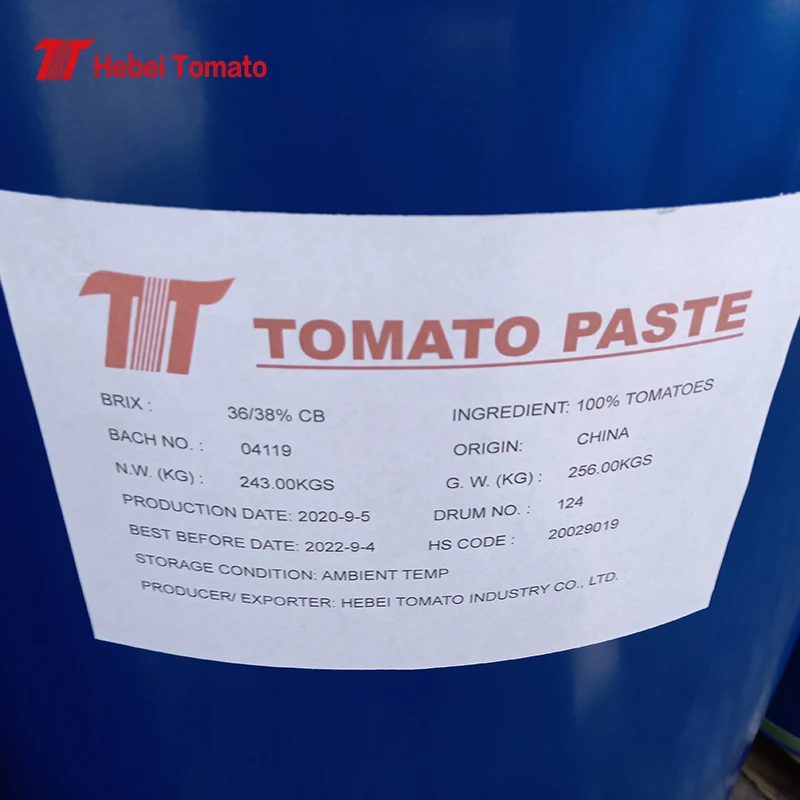 Hebei Tomato
TOMATO PASTE
BRIX : 36/38% CB INGREDIENT: 100% TOMATOES
BACH NO. : 04119 ORIGIN: CHINA
N.W. (KG) : 243.00KGS G. W. (KG) : 256.00KGS
PRODUCTION DATE: 2020-9-5 DRUM NO. : 124
BEST BEFORE DATE: 2022-9-4 HS CODE : 20029019
STORAGE CONDITION: AMBIENT TEMP
PRODUCER/ EXPORTER: HEBEI TOMATO INDUSTRY CO., LTD.